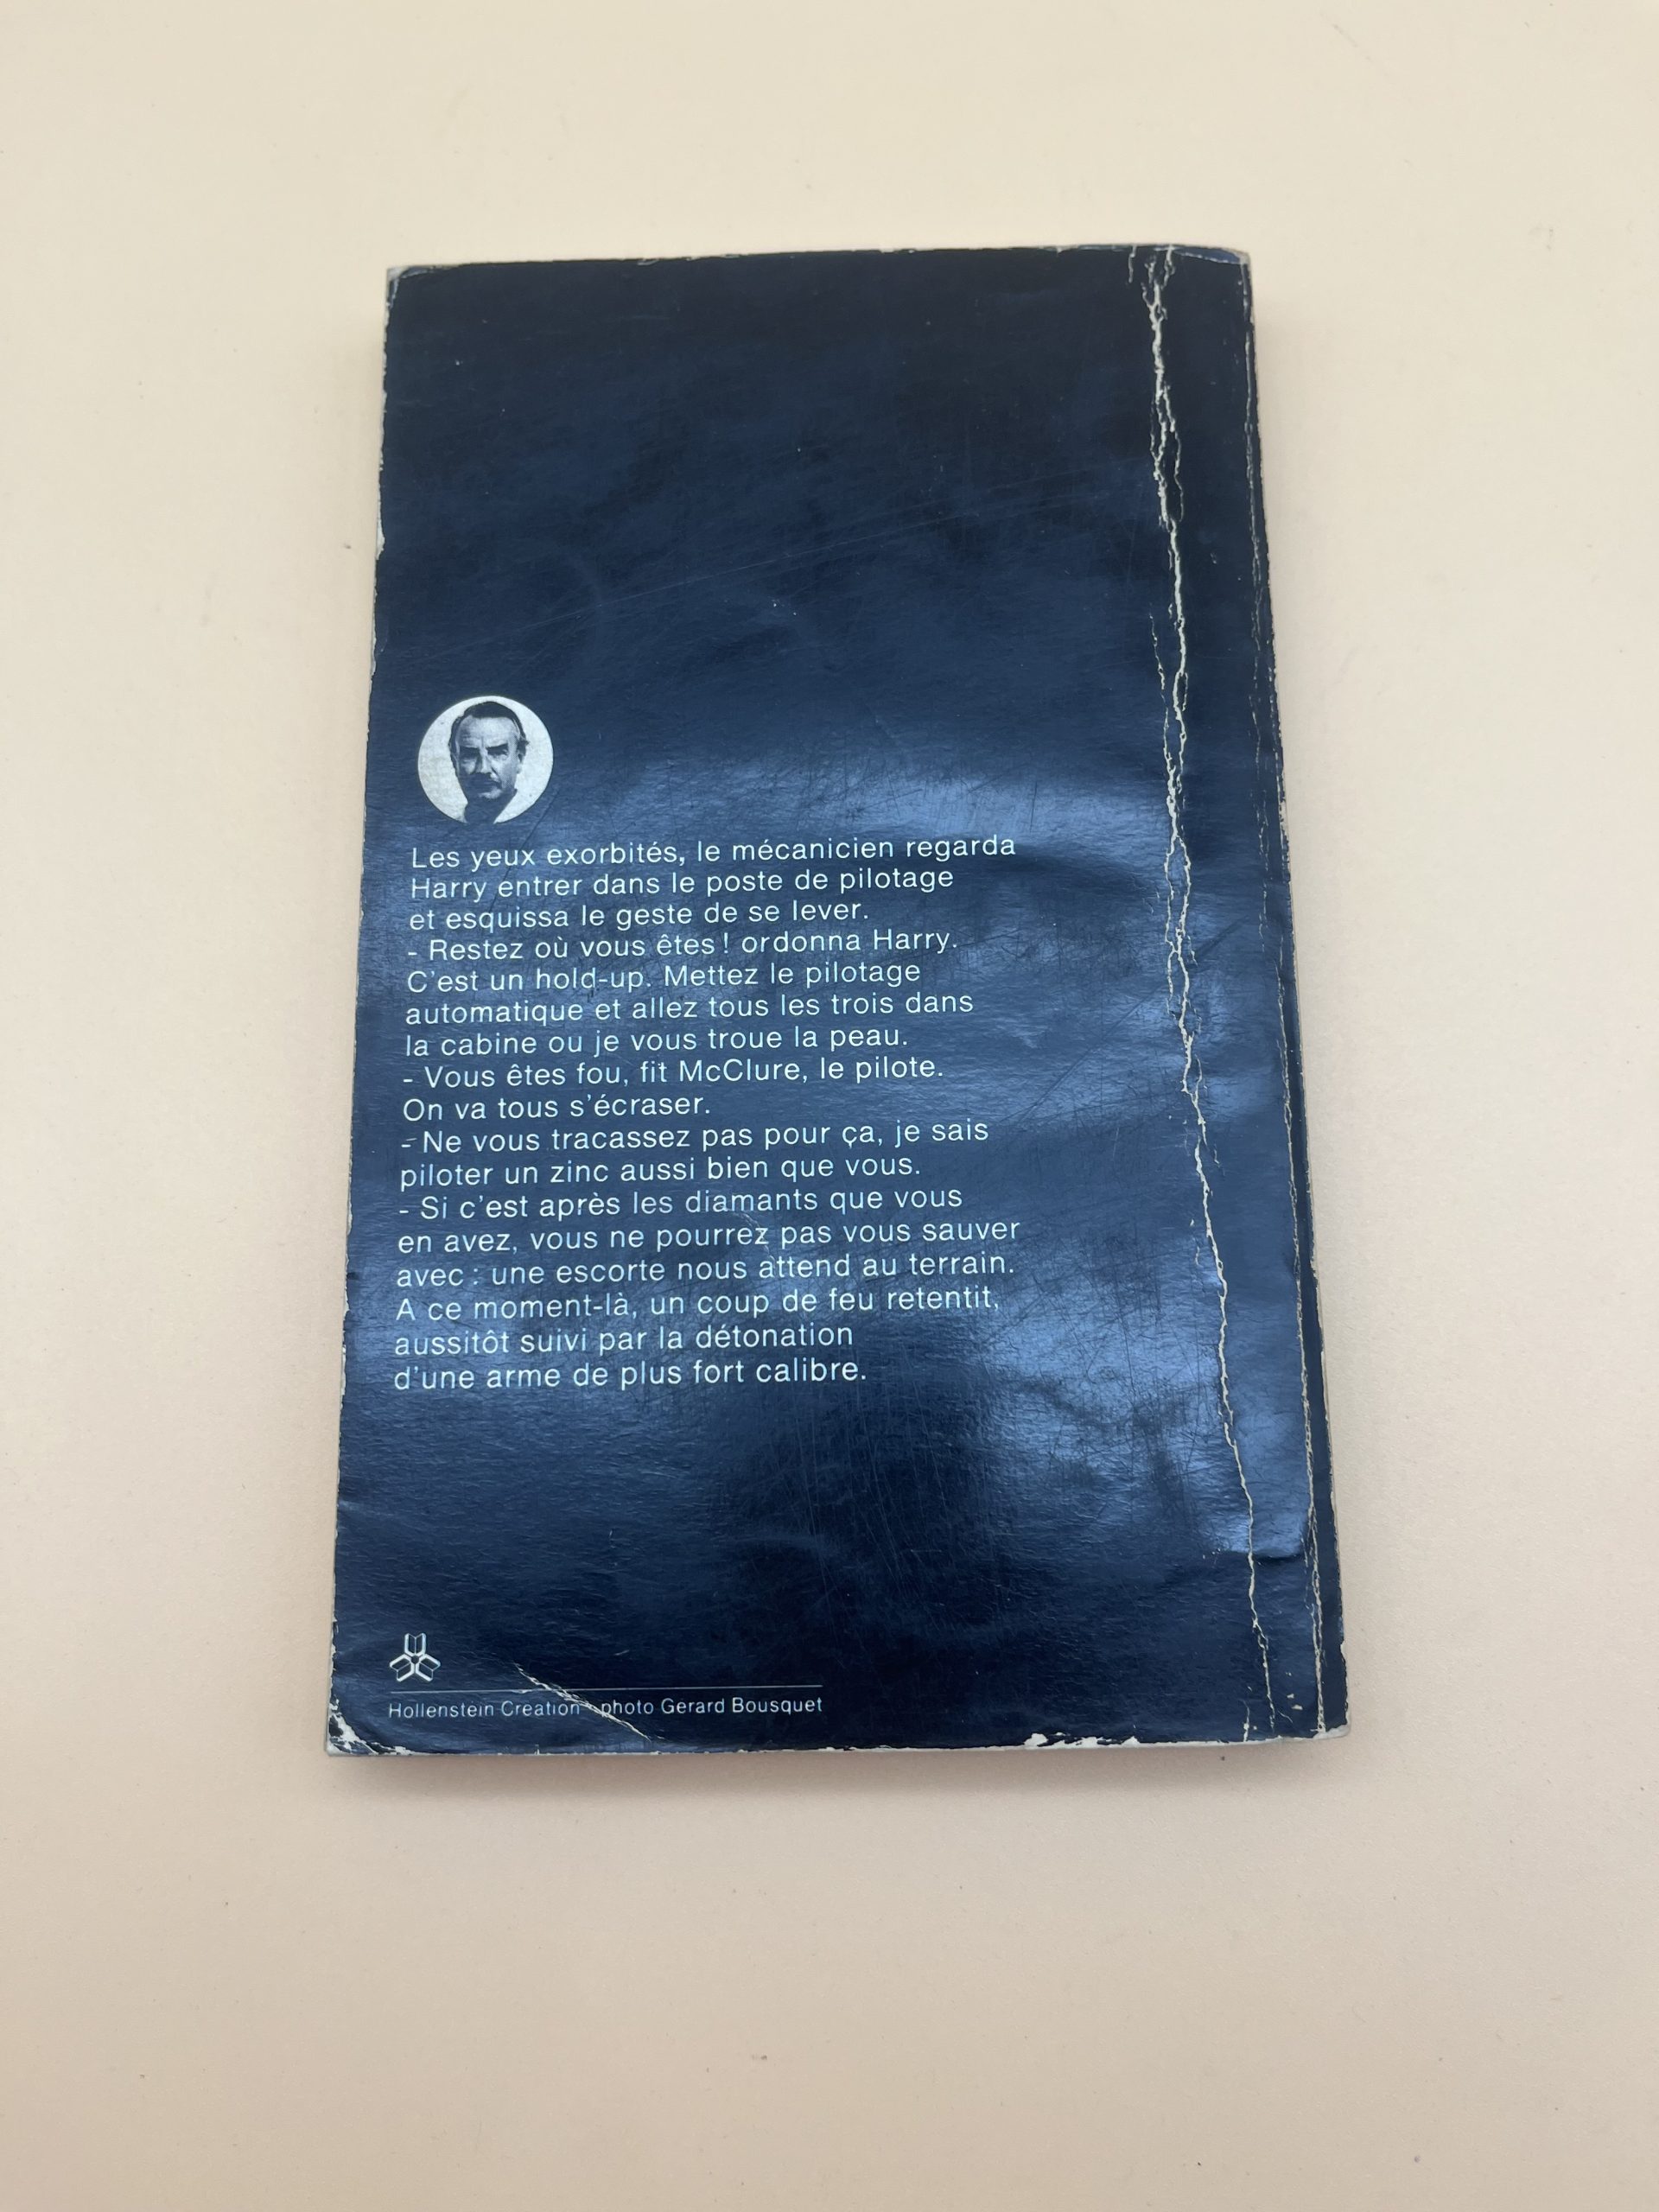 Les yeux exorbités, le mécanicien regarda
Harry entrer dans le poste de pilotage
et esquissa le geste de se lever.
- Restez où vous êtes ! ordonna Harry.
C'est un hold-up. Mettez le pilotage
automatique et allez tous les trois dans
la cabine ou je vous troue la peau.
- Vous êtes fou, fit McClure, le pilote.
On va tous s'écraser.
- Ne vous tracassez pas pour ça, je sais
piloter un zinc aussi bien que vous.
- Si c'est après les diamants que vous
en avez, vous ne pourrez pas vous sauver
avec : une escorte nous attend au terrain.
A ce moment-là, un coup de feu retentit,
aussitôt suivi par la détonation
d'une arme de plus fort calibre.
Hollenstein Creation - photo Gerard Bousquet